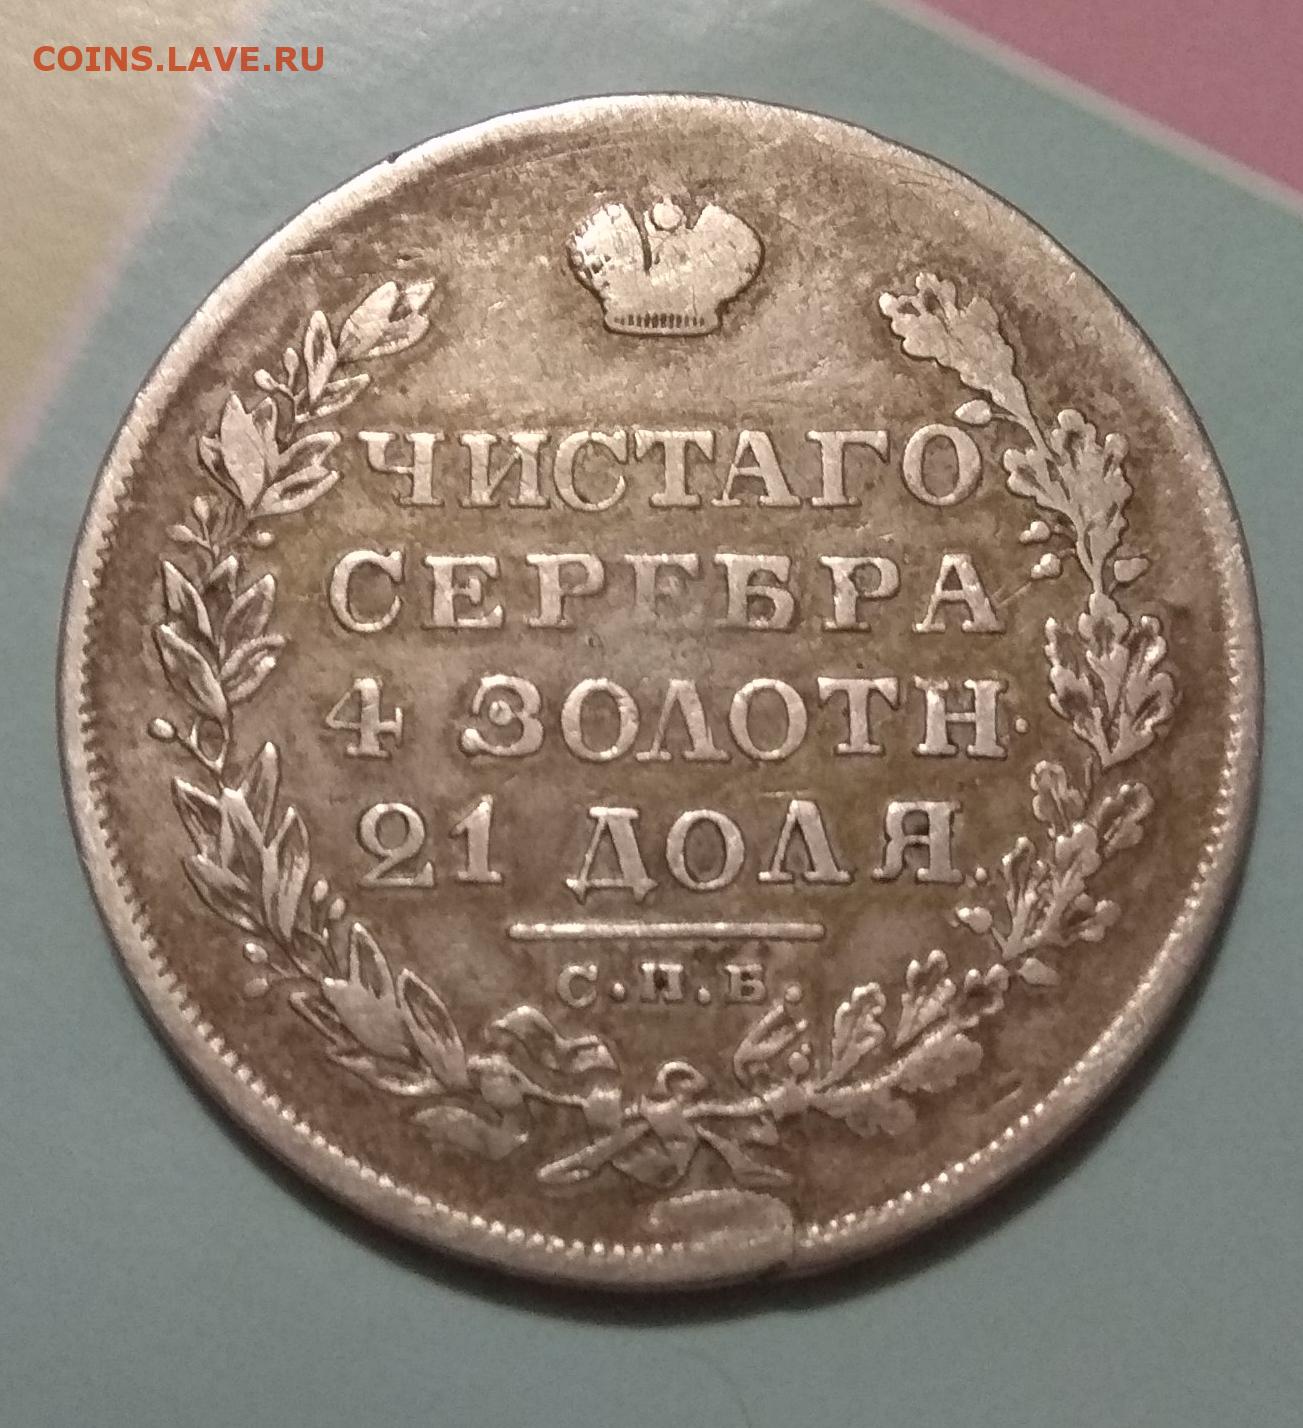 COINS.LAVE.RU
ЧИСТАГО
СЕРЕБРА
4 ЗОЛОТН.
21 ДОЛЯ.
С.П.Б.